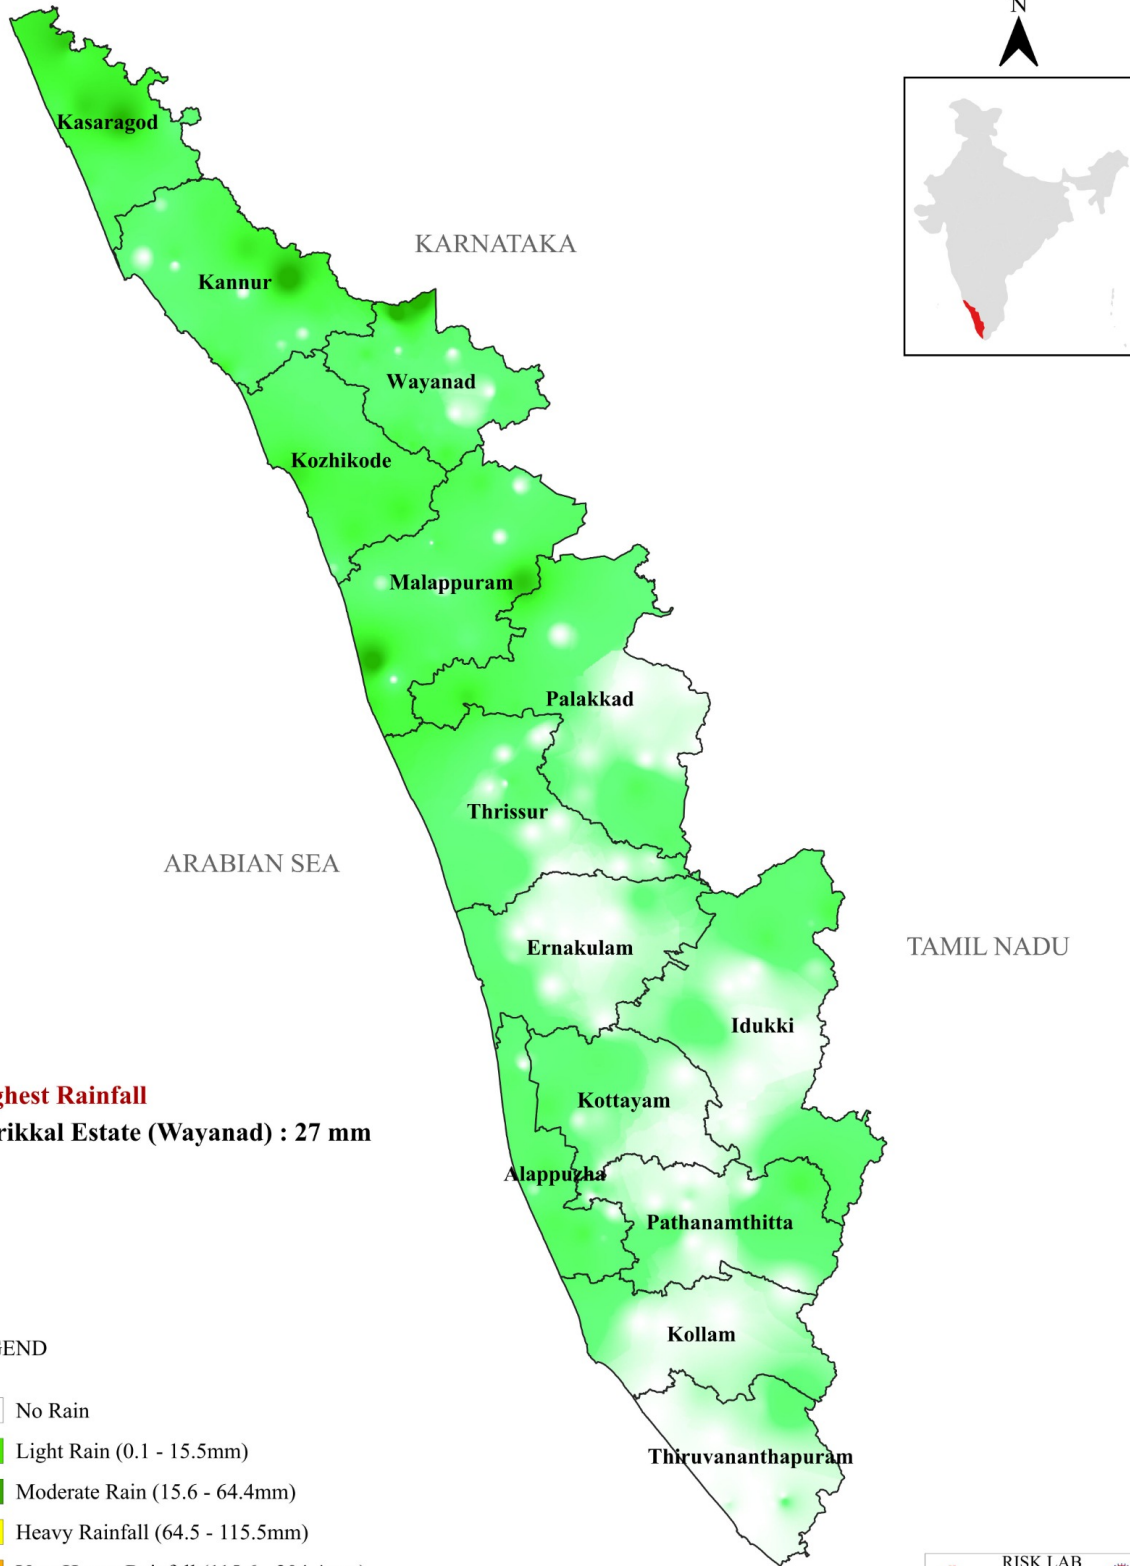 N
Kasaragod
KARNATAKA
Kannur
Wayanad
Kozhikode
Malappuram
Palakkad
Thrissur
ARABIAN SEA
Ernakulam
TAMIL NADU
Idukki
ghest Rainfall
Kottayam
rikkal Estate (Wayanad) : 27 mm
Alappuzha
Pathanamthitta
Kollam
GEND
No Rain
Light Rain (0.1 - 15.5mm)
Thiruvananthapuram
Moderate Rain (15.6 - 64.4mm)
Heavy Rainfall (64.5 - 115.5mm)
RISK LAB